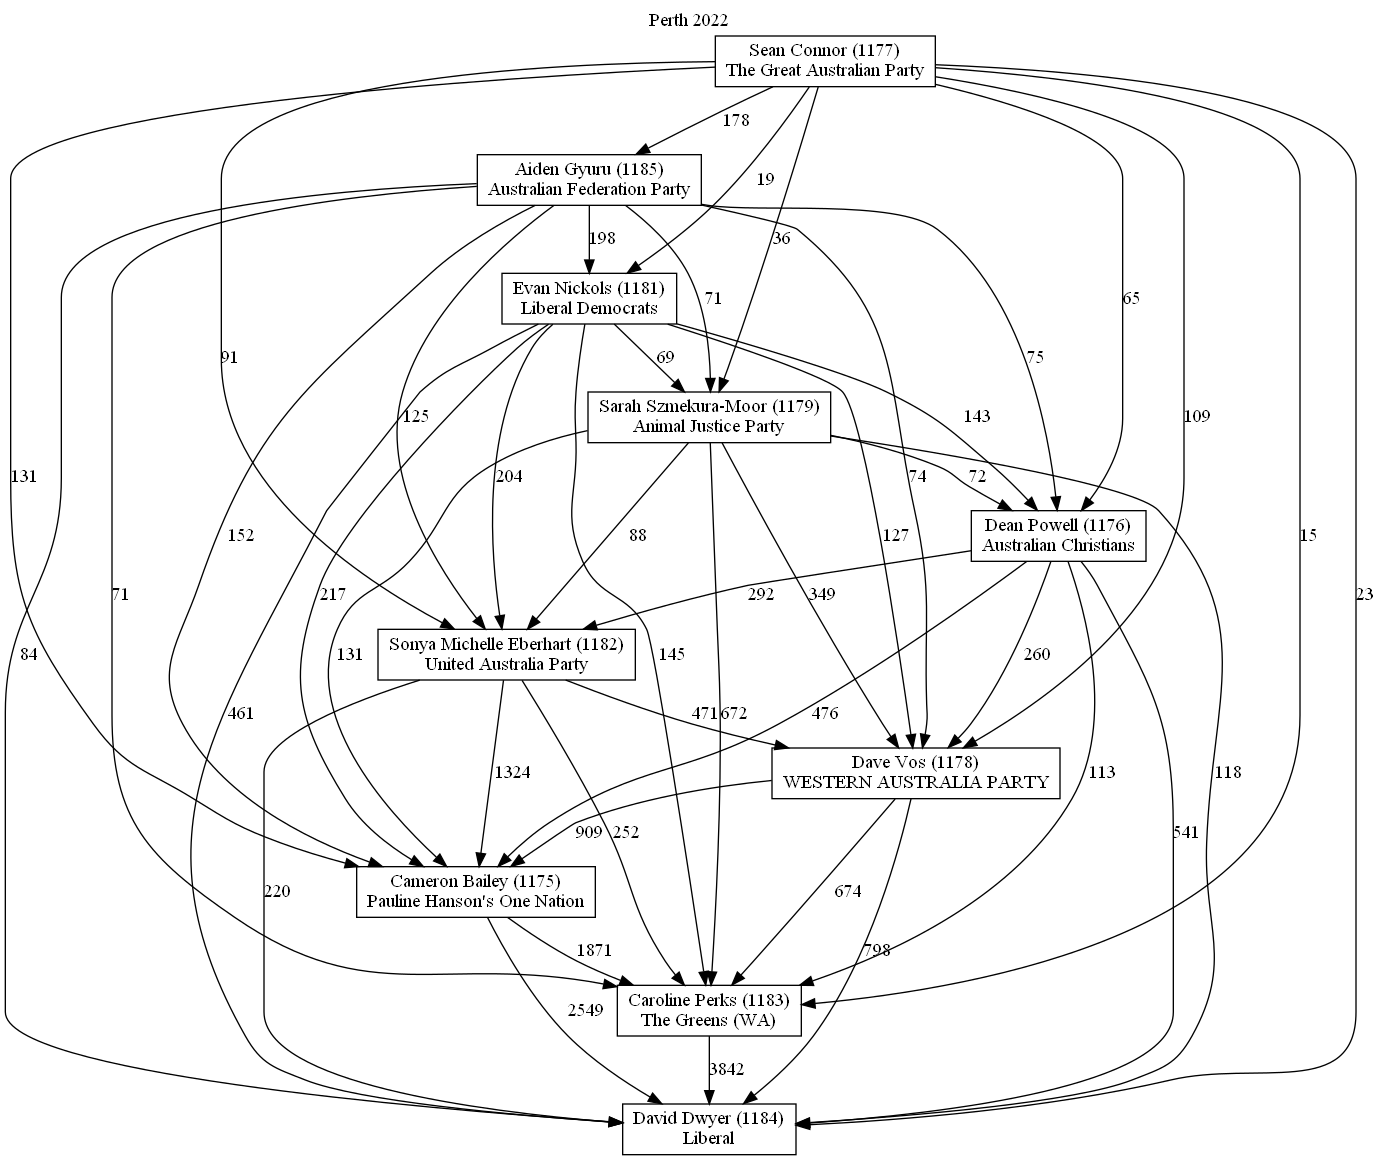 Perth 2022
Sean Connor (1177)
The Great Australian Party
178
Aiden Gyuru (1185)
Australian Federation Party
19
198
36
Evan Nickols (1181)
Liberal Democrats
71
65
91
69
75
Sarah Szmekura-Moor (1179)
Animal Justice Party
125
143
109
131
204
74
72
152
88
127
15
Dean Powell (1176)
Australian Christians
71
217
292
349
23
84
131
Sonya Michelle Eberhart (1182)
United Australia Party
145
260
461
471
672
476
Dave Vos (1178)
WESTERN AUSTRALIA PARTY
1324
113
118
909
252
541
Cameron Bailey (1175)
Pauline Hanson's One Nation
220
674
1871
798
Caroline Perks (1183)
The Greens (WA)
2549
3842
David Dwyer (1184)
Liberal